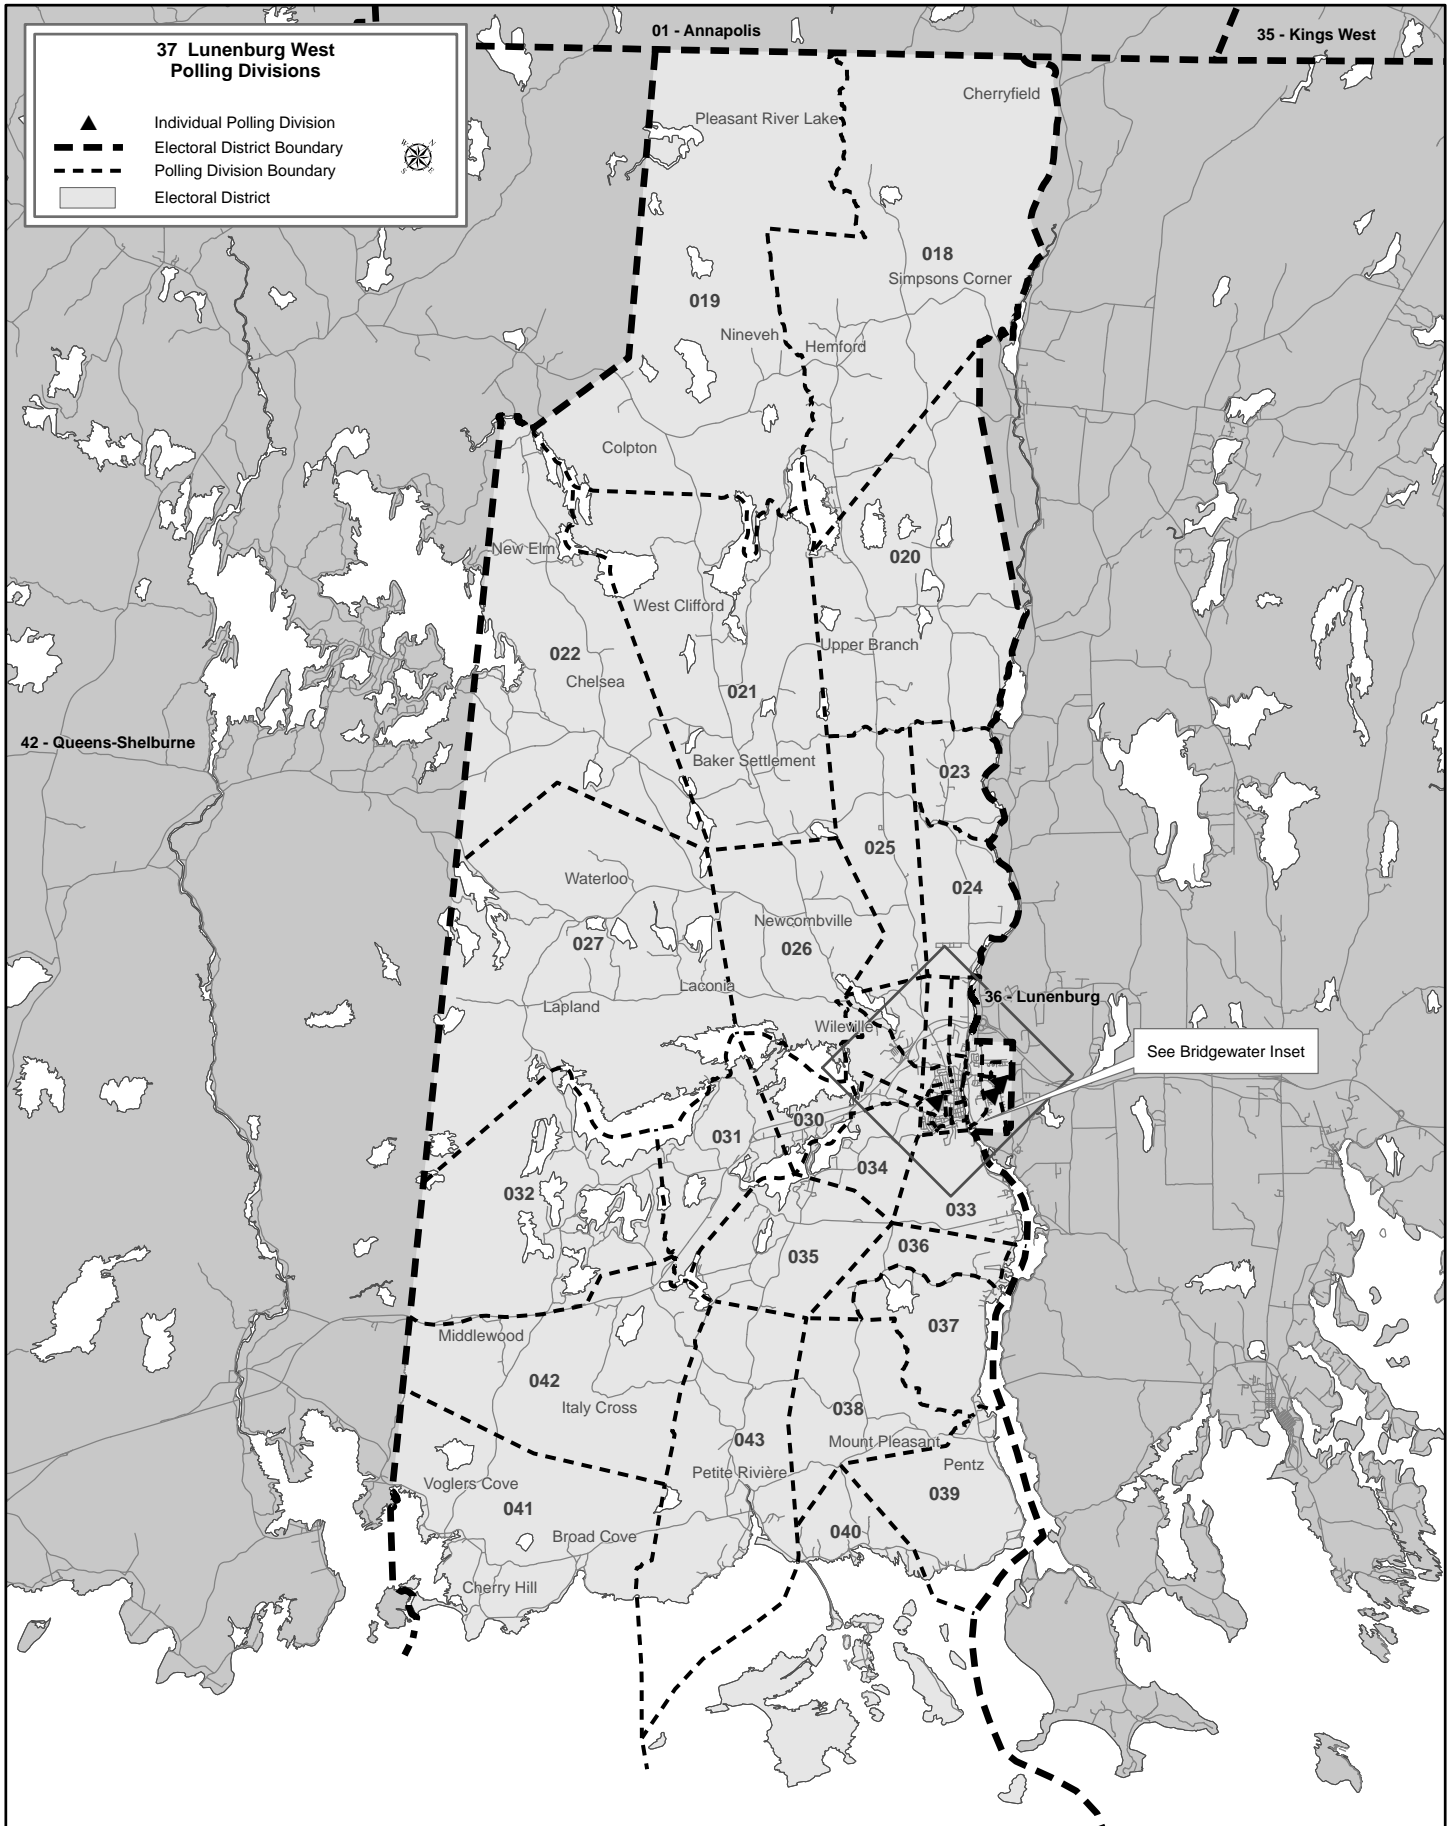 01 - Annapolis
35 - Kings West
37 Lunenburg West
Polling Divisions
Individual Polling Division
Electoral District Boundary
Polling Division Boundary
Electoral District
Cherryfield
Pleasant River Lake
018
Simpsons Corner
019
Nineveh
Hemford
Colpton
New Elm
020
West Clifford
Upper Branch
022
Chelsea
021
42 - Queens-Shelburne
Baker Settlement
023
025
Waterloo
024
Newcombville
027
026
Laconia
36 - Lunenburg
Lapland
Wileville
See Bridgewater Inset
030
031
034
032
033
036
035
037
Middlewood
042
Italy Cross
038
043
Mount Pleasant
Petite Rivière
Pentz
Voglers Cove
039
041
040
Broad Cove
Cherry Hill